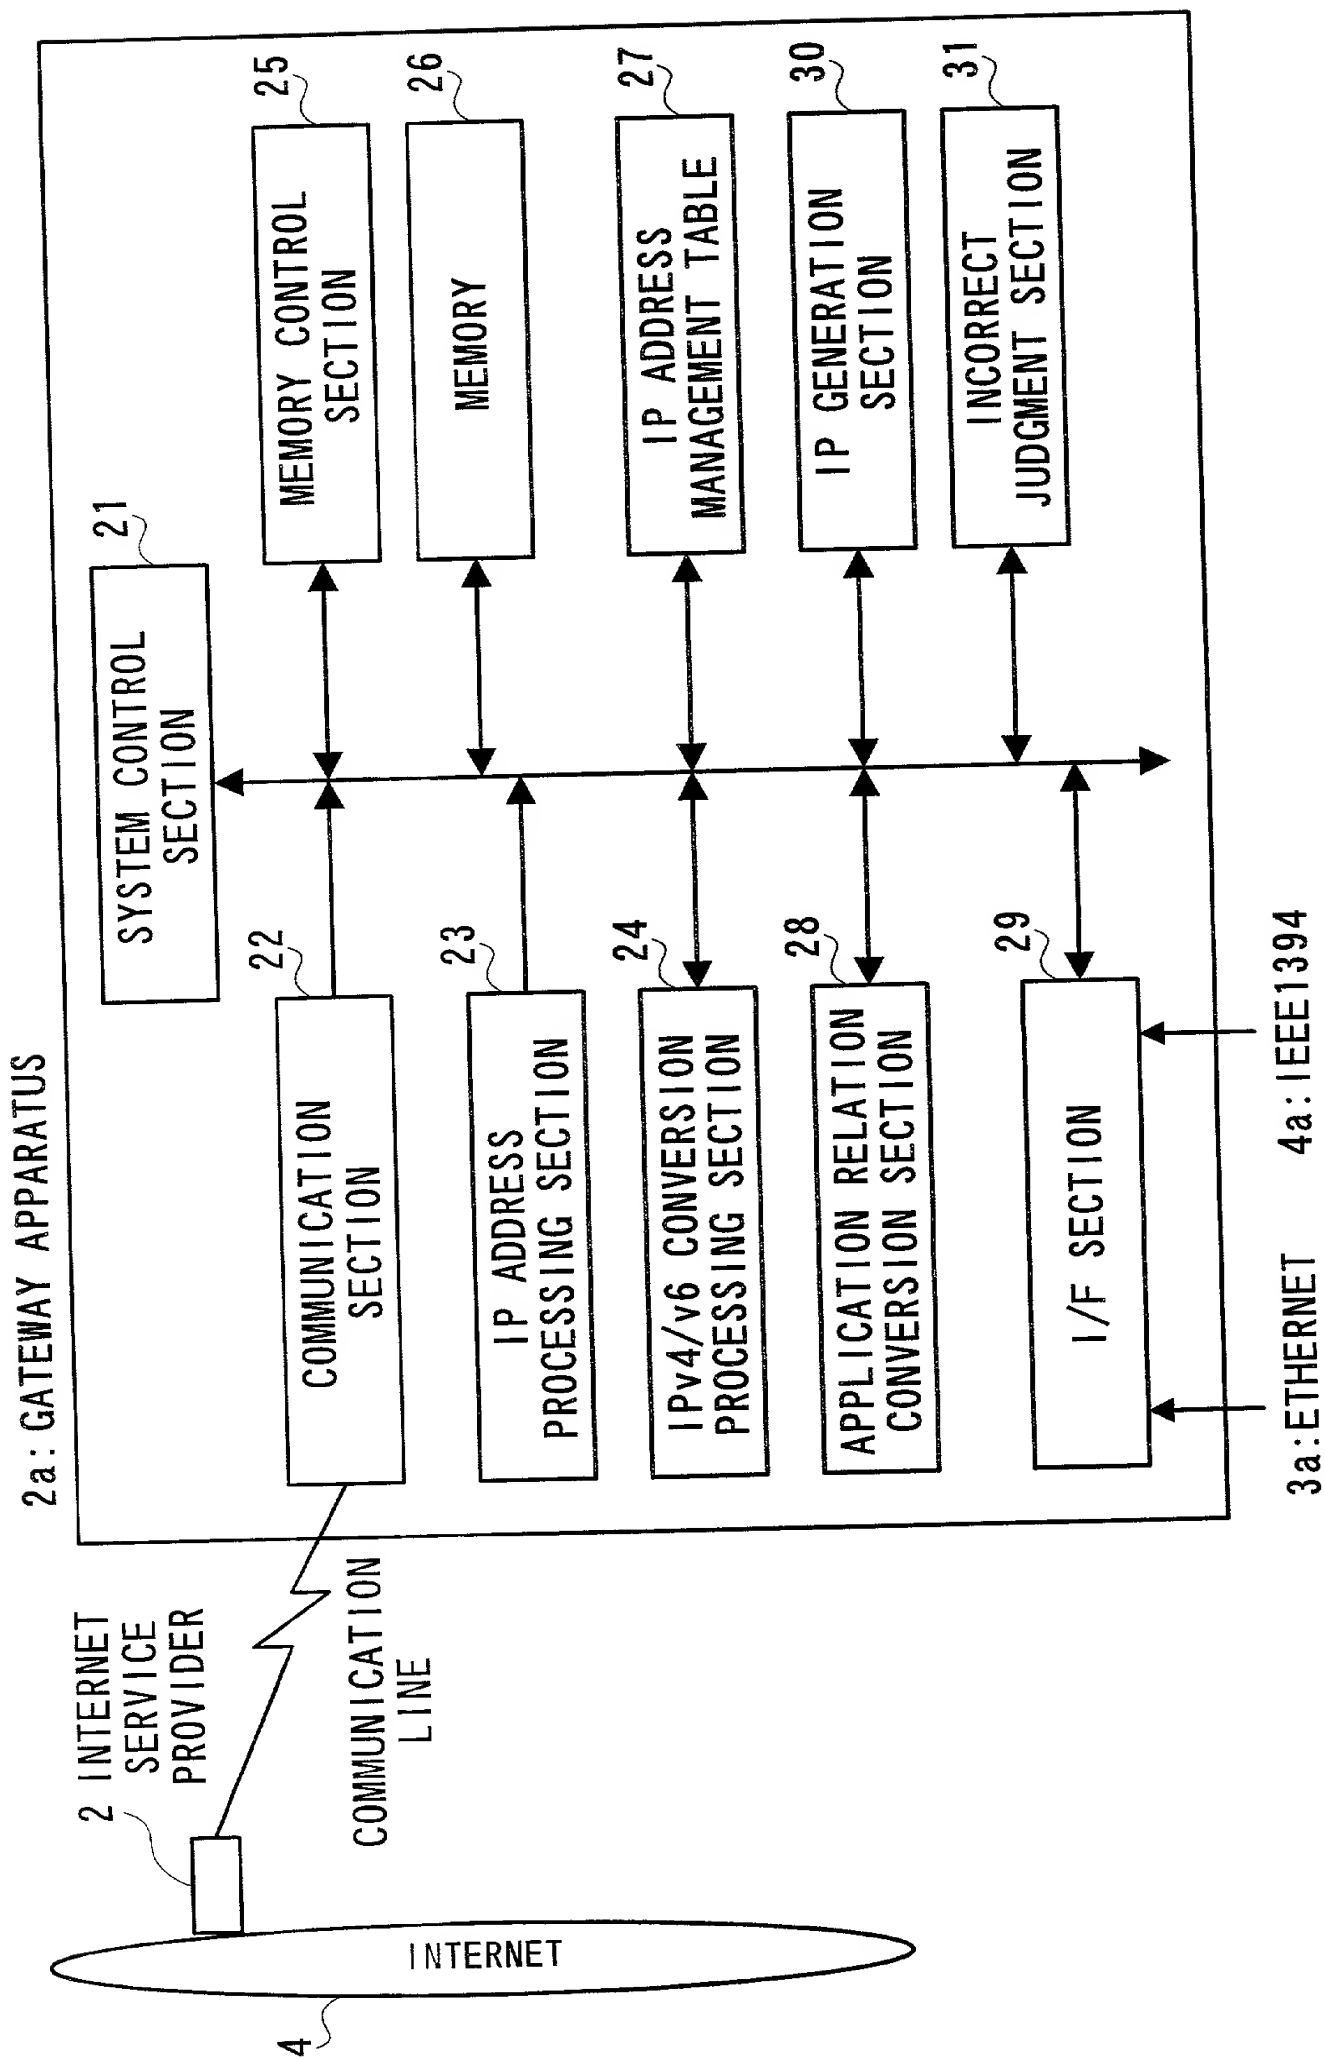 2a:GATEWAY APPARATUS
21
SYSTEM CONTROL
SECTION
2 INTERNET
SERVICE
PROVIDER
22
COMMUNICATION
SECTION
25
MEMORY CONTROL
SECTION
COMMUNICATION
LINE
26
MEMORY
23
IP ADDRESS
PROCESSING SECTION
INTERNET
4
24
IPv4/v6 CONVERSION
PROCESSING SECTION
27
IP ADDRESS
MANAGEMENT TABLE
28
APPLICATION RELATION
CONVERSION SECTION
30
IP GENERATION
SECTION
29
I/F SECTION
31
INCORRECT
JUDGMENT SECTION
3a:ETHERNET
4a:IEEE1394